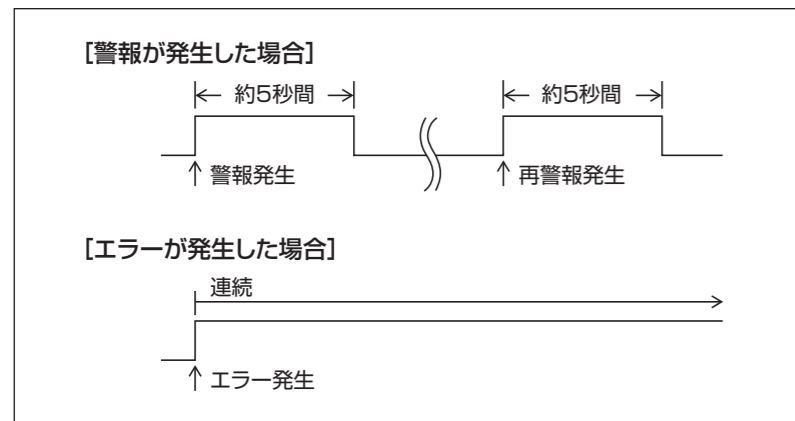 [警報が発生した場合]
約5秒間 約5秒間
警報発生 再警報発生
[エラーが発生した場合]
連続
エラー発生